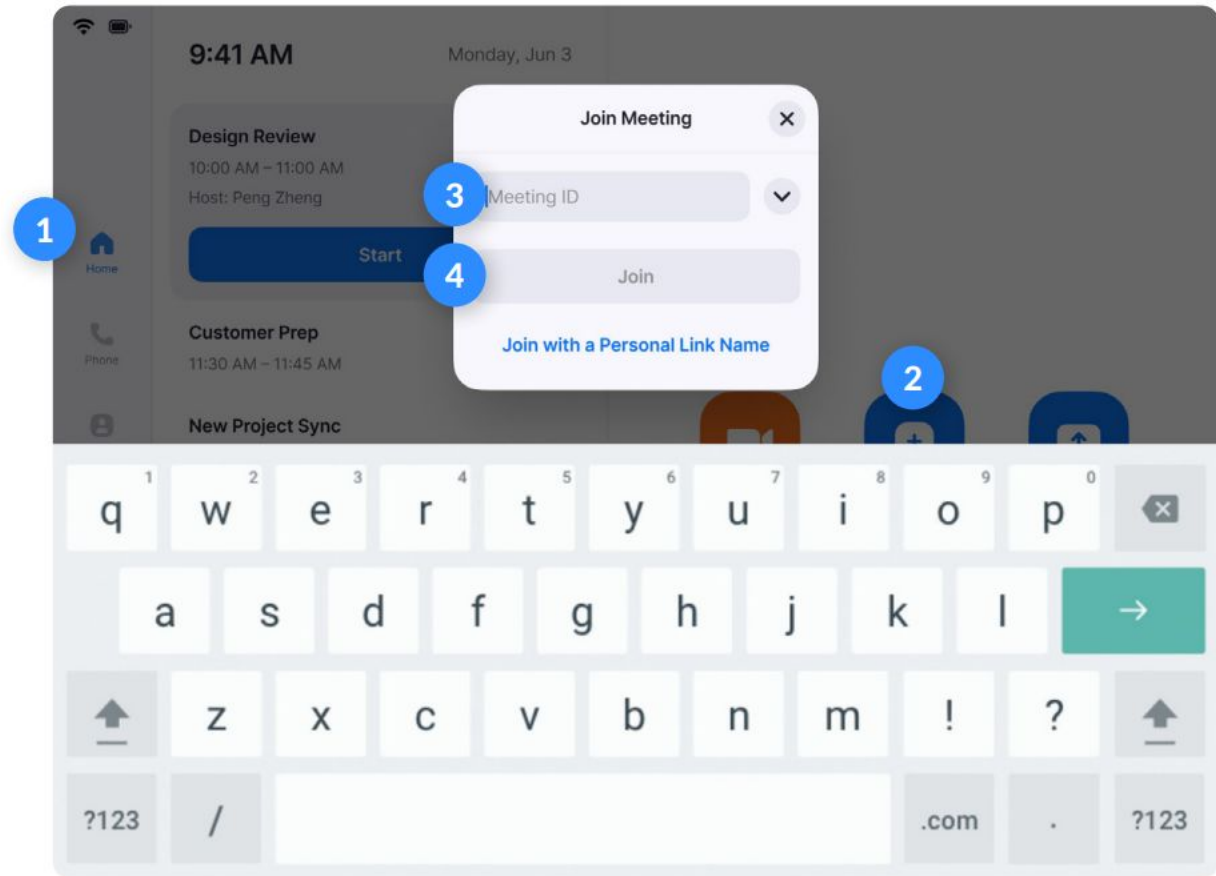 9:41 AM
Monday, Jun 3
Design Review
10:00 AM – 11:00 AM
Host: Peng Zheng
Start
Customer Prep
11:30 AM – 11:45 AM
New Project Sync
1
Home
Phone
Join Meeting
3
Meeting ID
4
Join
Join with a Personal Link Name
2
1 2 3 4 5 6 7 8 9 0
q w e r t y u i o p
a s d f g h j k l
z x c v b n m ! ?
?123 / .com . ?123